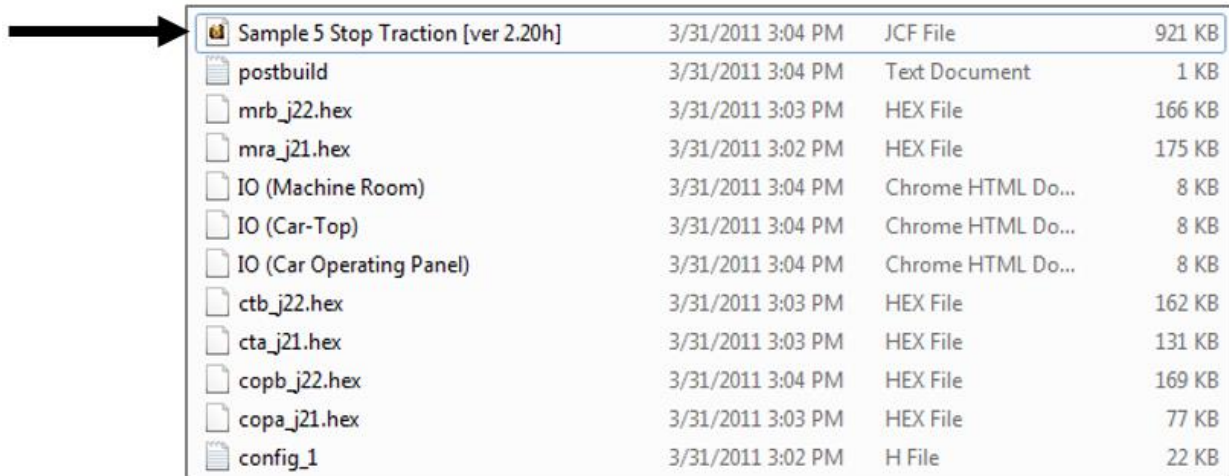 Sample 5 Stop Traction [ver 2.20h] 3/31/2011 3:04 PM JCF File 921 KB
postbuild 3/31/2011 3:04 PM Text Document 1 KB
mrb_j22.hex 3/31/2011 3:03 PM HEX File 166 KB
mra_j21.hex 3/31/2011 3:02 PM HEX File 175 KB
IO (Machine Room) 3/31/2011 3:04 PM Chrome HTML Do... 8 KB
IO (Car-Top) 3/31/2011 3:04 PM Chrome HTML Do... 8 KB
IO (Car Operating Panel) 3/31/2011 3:04 PM Chrome HTML Do... 8 KB
ctb_j22.hex 3/31/2011 3:03 PM HEX File 162 KB
cta_j21.hex 3/31/2011 3:03 PM HEX File 131 KB
copb_j22.hex 3/31/2011 3:04 PM HEX File 169 KB
copa_j21.hex 3/31/2011 3:03 PM HEX File 77 KB
config_1 3/31/2011 3:02 PM H File 22 KB